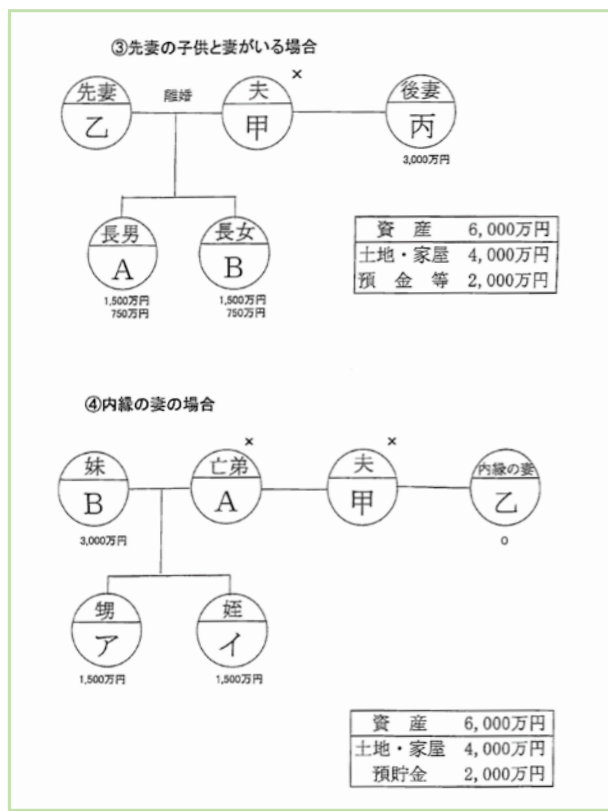 ③先妻の子供と妻がいる場合
先妻
乙
離婚
夫
甲
×
後妻
丙
3,000万円
長男
A
1,500万円
750万円
長女
B
1,500万円
750万円
資 産 6,000万円
土地・家屋 4,000万円
預 金 等 2,000万円
④内縁の妻の場合
妹
B
3,000万円
×
亡弟
A
×
夫
甲
内縁の妻
乙
0
甥
ア
1,500万円
姪
イ
1,500万円
資 産 6,000万円
土地・家屋 4,000万円
預貯金 2,000万円